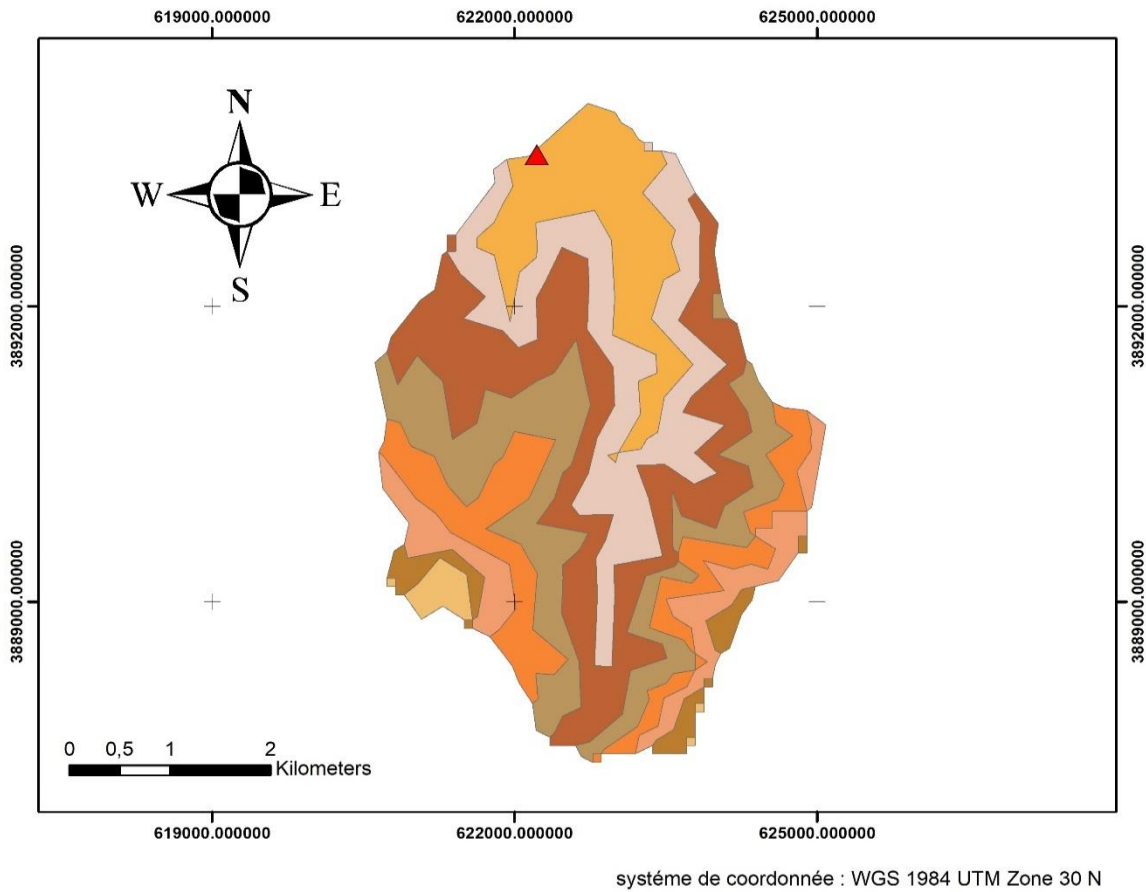 619000.000000 622000.000000 625000.000000
N
W E
S
3892000.000000 3892000.000000
3889000.000000 3889000.000000
0 0,5 1 2
Kilometers
619000.000000 622000.000000 625000.000000
systéme de coordonnée : WGS 1984 UTM Zone 30 N